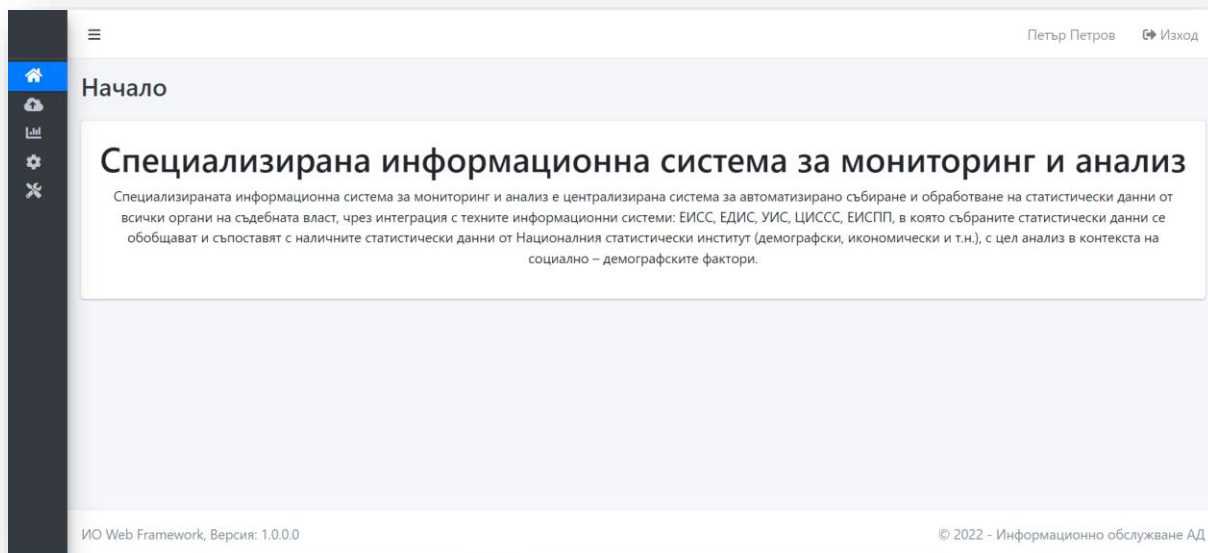 Петър Петров Изход
Начало
Специализирана информационна система за мониторинг и анализ
Специализираната информационна система за мониторинг и анализ е централизирана система за автоматизирано събиране и обработване на статистически данни от
всички органи на съдебната власт, чрез интеграция с техните информационни системи: ЕИСС, ЕДИС, УИС, ЦИССС, ЕИСПП, в която събраните статистически данни се
обобщават и съпоставят с наличните статистически данни от Националния статистически институт (демографски, икономически и т.н.), с цел анализ в контекста на
социално – демографските фактори.
ИО Web Framework, Версия: 1.0.0.0 © 2022 - Информационно обслужване АД